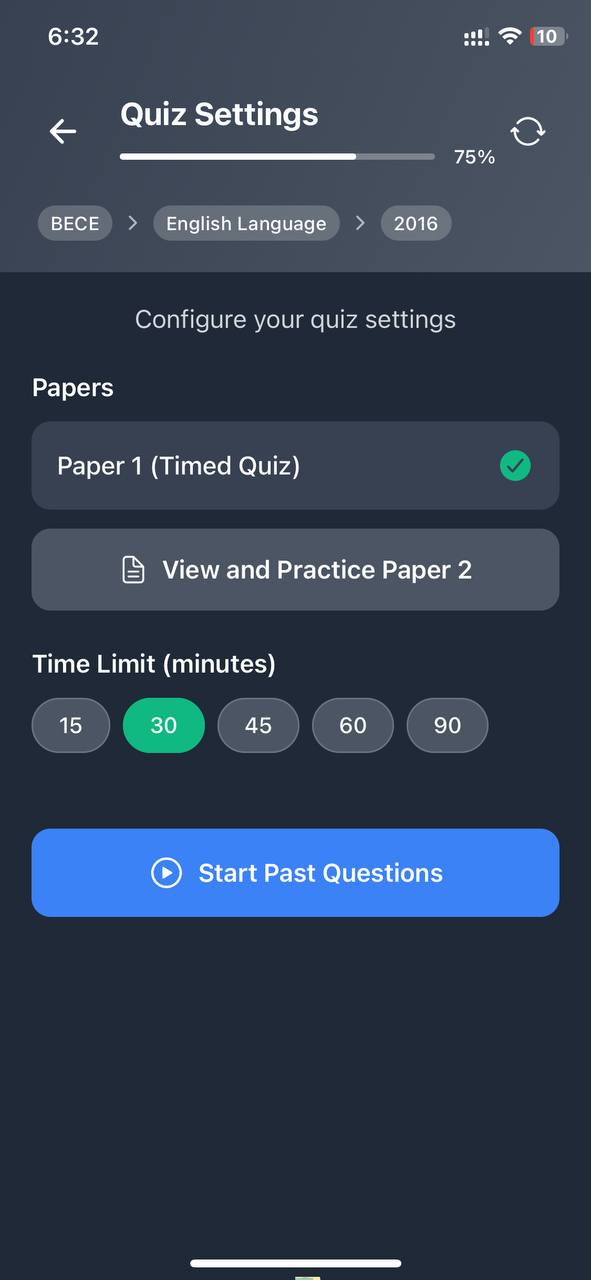 6:32
10
Quiz Settings
75%
BECE
English Language
2016
Configure your quiz settings
Papers
Paper 1 (Timed Quiz)
View and Practice Paper 2
Time Limit (minutes)
15 30 45 60 90
Start Past Questions